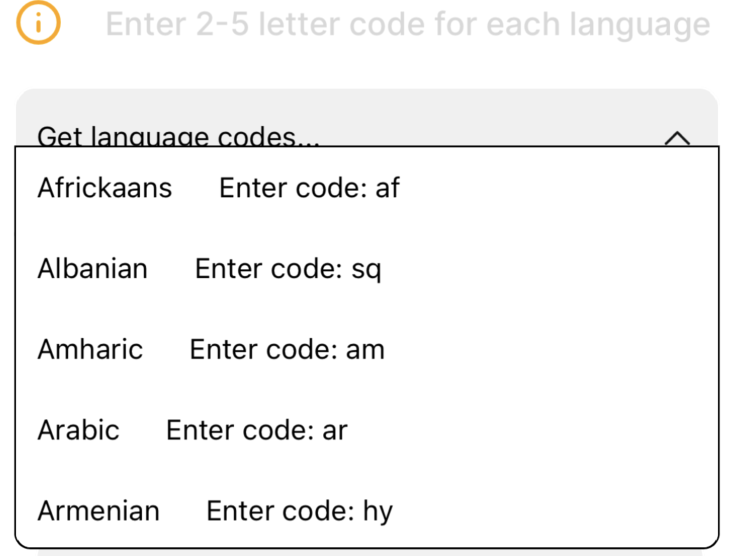 Enter 2-5 letter code for each language
Get language codes...
Africkaans Enter code: af
Albanian Enter code: sq
Amharic Enter code: am
Arabic Enter code: ar
Armenian Enter code: hy